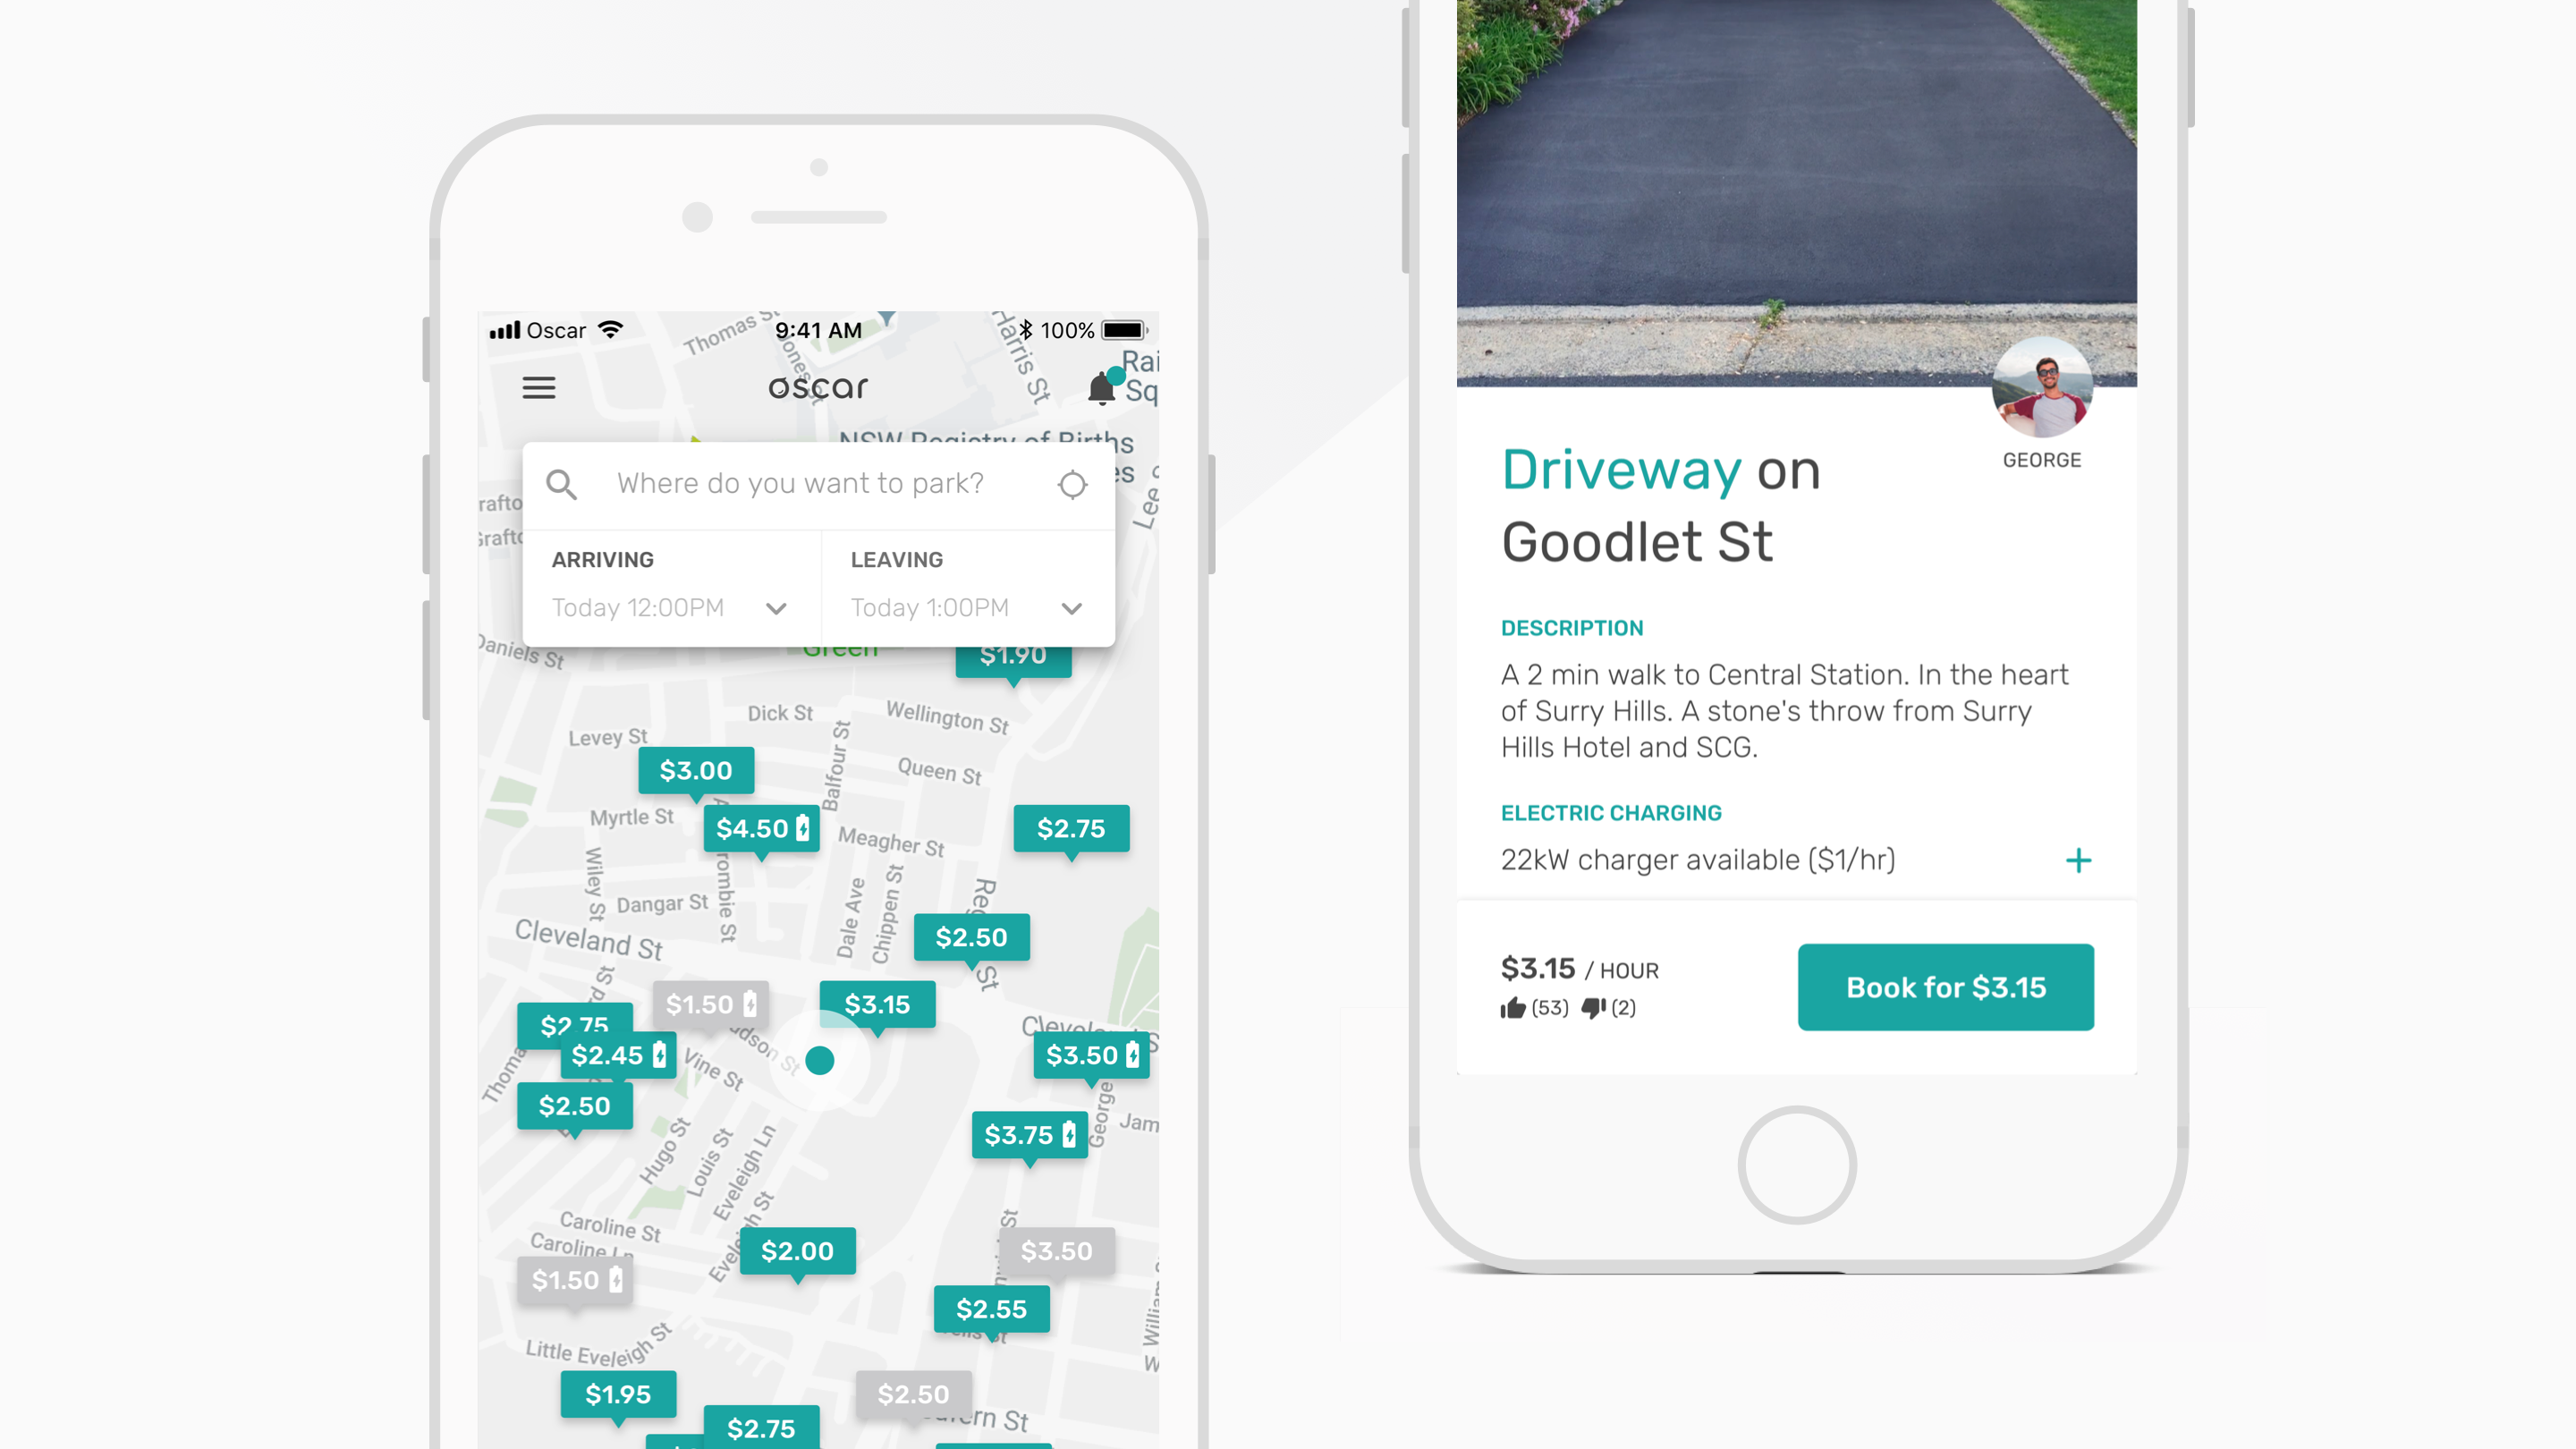 Oscar
9:41 AM
100%
Thomas St
Jones St
Harris St
oscar
NSW Registry of Births
Where do you want to park?
ARRIVING
LEAVING
Today 12:00PM
Today 1:00PM
Daniels St
Green
$1.90
Dick St
Wellington St
Levey St
Balfour St
$3.00
Queen St
Myrtle St
$4.50
Meagher St
$2.75
Wiley St
Dangar St
Dale Ave
Chippen St
Cleveland St
$2.50
St
$1.50
$3.15
$2.75
$2.45
Vine St
$3.50
$2.50
$3.75
George
Hugo St
Louis St
Eveleigh Ln
Caroline St
Caroline Ln
Eveleigh St
$2.00
$3.50
$1.50
$2.55
Little Eveleigh St
$1.95
$2.50
$2.75
GEORGE
Driveway on
Goodlet St
DESCRIPTION
A 2 min walk to Central Station. In the heart
of Surry Hills. A stone's throw from Surry
Hills Hotel and SCG.
ELECTRIC CHARGING
22kW charger available ($1/hr)
+
$3.15 / HOUR
(53) (2)
Book for $3.15